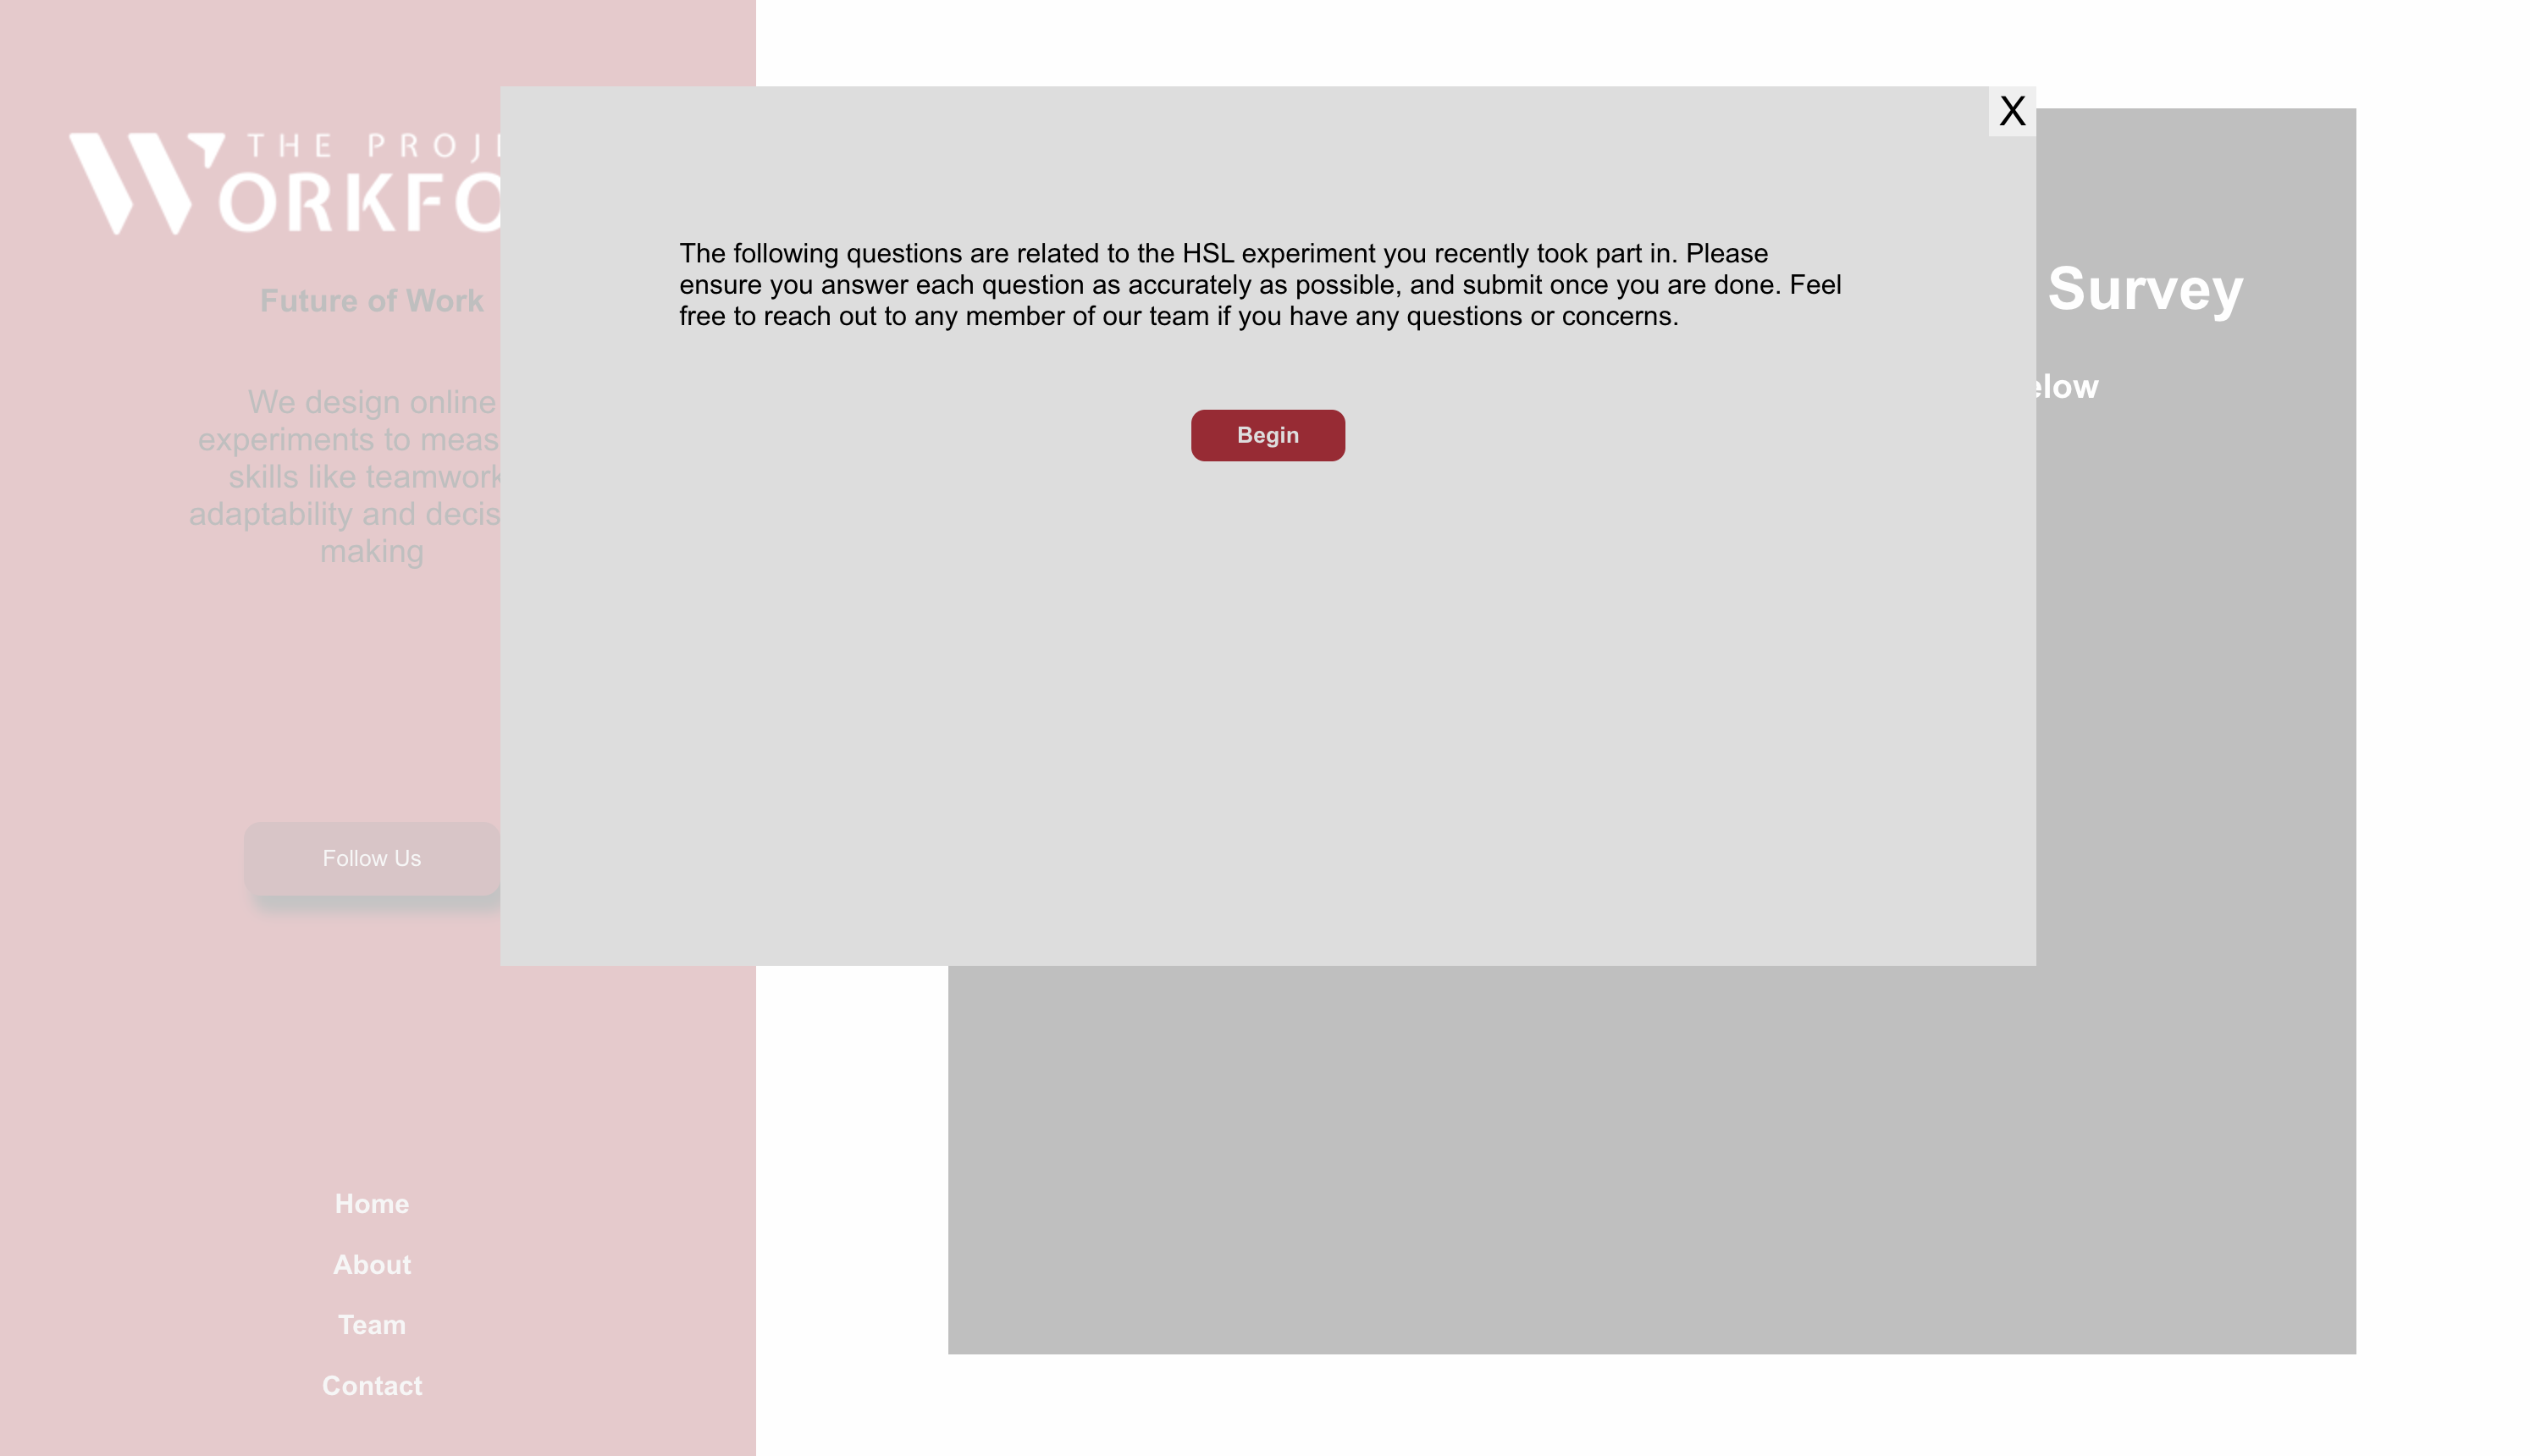 THE PROJ
WORKFO
Future of Work
We design online
experiments to meas
skills like teamwork
adaptability and decis
making
Follow Us
Home
About
Team
Contact
X
The following questions are related to the HSL experiment you recently took part in. Please
ensure you answer each question as accurately as possible, and submit once you are done. Feel
free to reach out to any member of our team if you have any questions or concerns.
Begin
Survey
elow